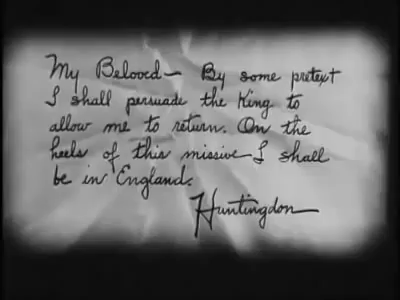 My Beloved— By some pretext
I shall persuade the King to
allow me to return. On the
heels of this missive I shall
be in England.
Huntingdon